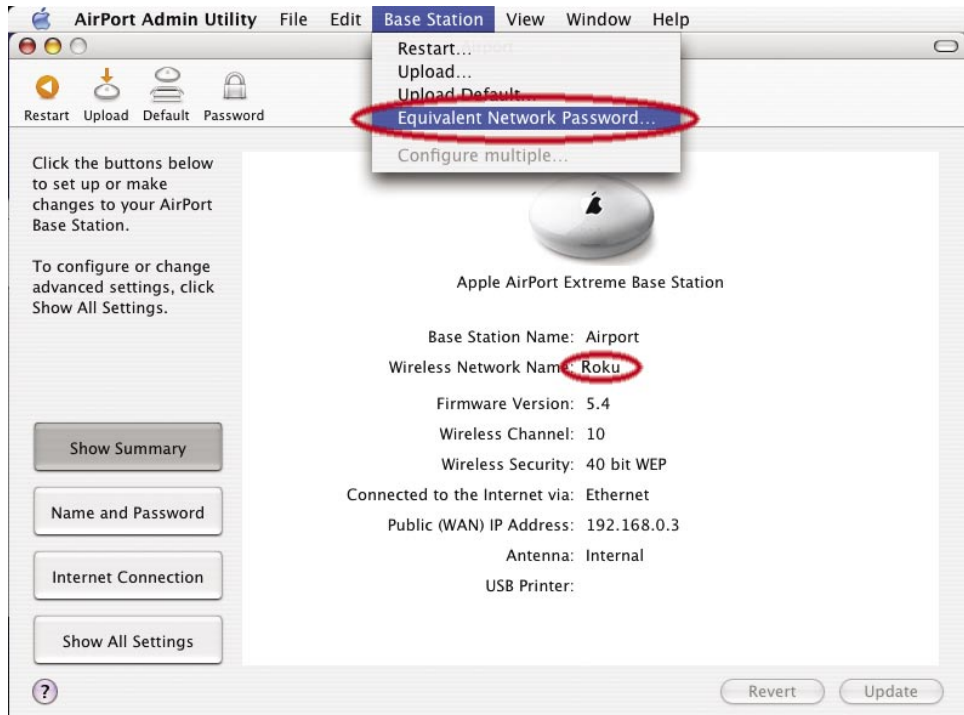 AirPort Admin Utility File Edit Base Station View Window Help
Restart...
Upload...
Upload Default...
Equivalent Network Password...
Configure multiple...
Restart Upload Default Password
Click the buttons below
to set up or make
changes to your AirPort
Base Station.
To configure or change
advanced settings, click
Show All Settings.
Show Summary
Name and Password
Internet Connection
Show All Settings
Apple AirPort Extreme Base Station
Base Station Name: Airport
Wireless Network Name: Roku
Firmware Version: 5.4
Wireless Channel: 10
Wireless Security: 40 bit WEP
Connected to the Internet via: Ethernet
Public (WAN) IP Address: 192.168.0.3
Antenna: Internal
USB Printer:
?
Revert Update